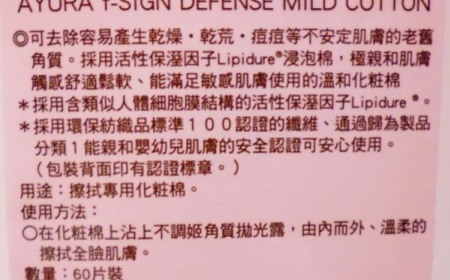 AYURA f-SIGN DEFENSE MILD COTTON
◎可去除容易產生乾燥・乾荒・痘痘等不安定肌膚的老舊
角質。採用活性保溼因子Lipidure®浸泡棉，極親和肌膚
觸感舒適鬆軟、能滿足敏感肌膚使用的溫和化粧棉
＊採用含類似人體細胞膜結構的活性保溼因子Lipidure®。
＊採用環保紡織品標準１００認證的纖維、通過歸為製品
分類１能親和嬰幼兒肌膚的安全認證可安心使用。
（包裝背面印有認證標章。）
用途：擦拭專用化粧棉。
使用方法：
○在化粧棉上沾上不調姬角質拋光露，由內而外、溫柔的
擦拭全臉肌膚。
數量：60片裝